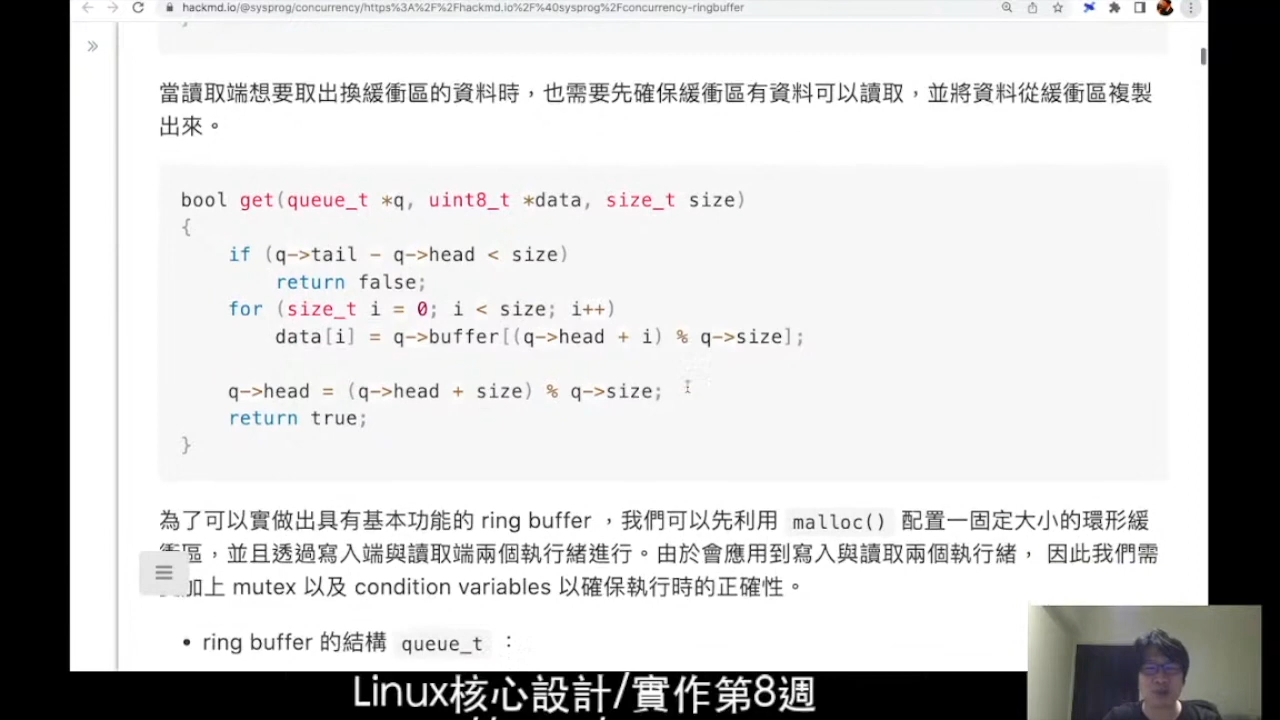 hackmd.io/@sysprog/concurrency/https%3A%2F%2Fhackmd.io%2F%40sysprog%2Fconcurrency-ringbuffer
當讀取端想要取出換緩衝區的資料時，也需要先確保緩衝區有資料可以讀取，並將資料從緩衝區複製
出來。
bool get(queue_t *q, uint8_t *data, size_t size)
{
    if (q->tail - q->head < size)
        return false;
    for (size_t i = 0; i < size; i++)
        data[i] = q->buffer[(q->head + i) % q->size];
    q->head = (q->head + size) % q->size;
    return true;
}
為了可以實做出具有基本功能的 ring buffer ，我們可以先利用 malloc() 配置一固定大小的環形緩
衝區，並且透過寫入端與讀取端兩個執行緒進行。由於會應用到寫入與讀取兩個執行緒， 因此我們需
加上 mutex 以及 condition variables 以確保執行時的正確性。
• ring buffer 的結構 queue_t ：
Linux核心設計/實作第8週